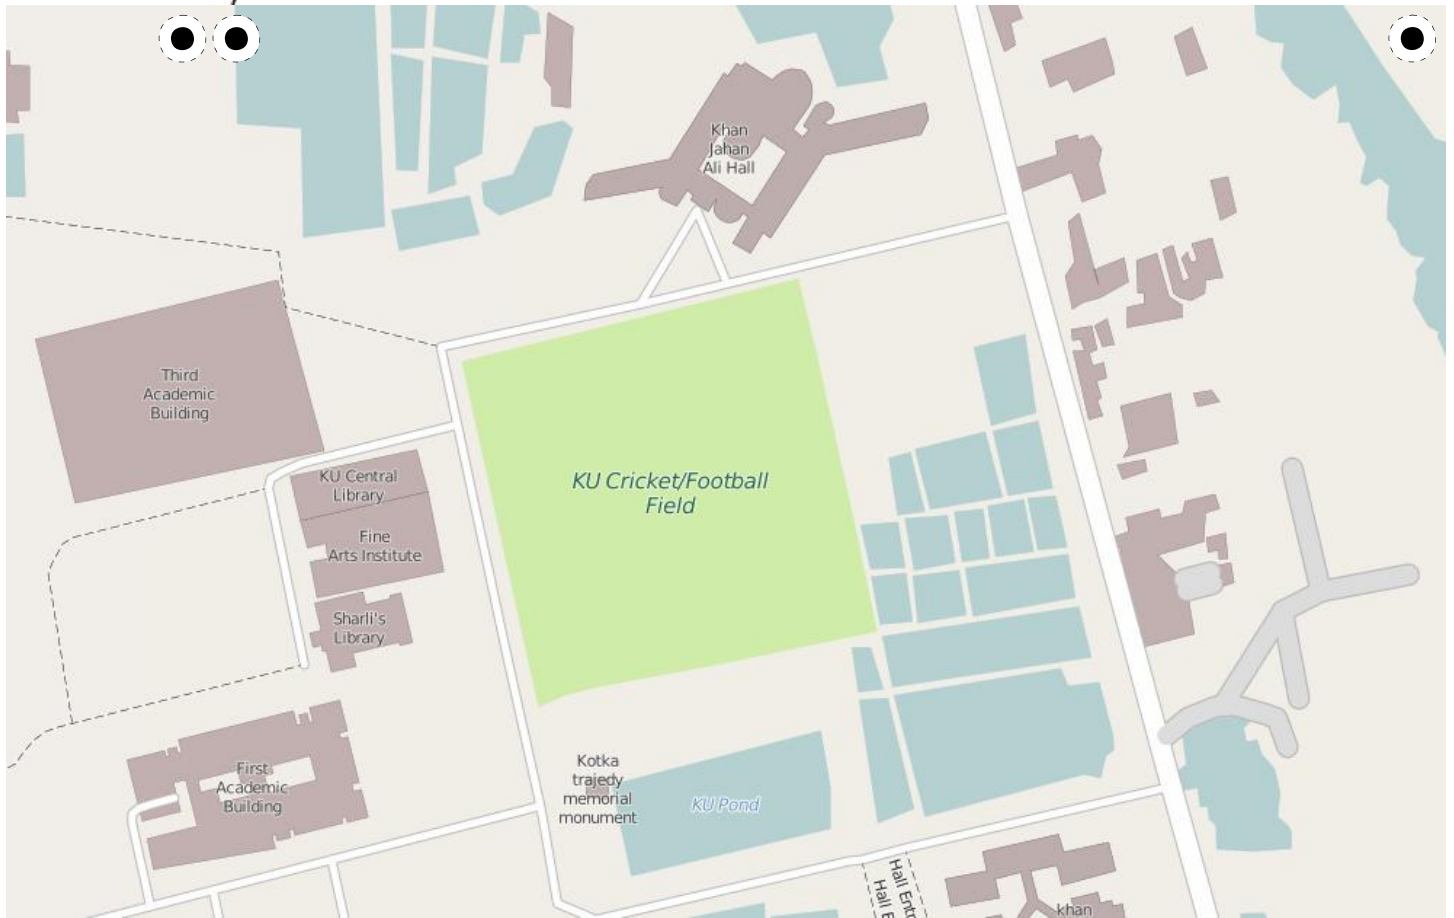 Khan
Jahan
Ali Hall
Third
Academic
Building
KU Central
Library
KU Cricket/Football
Field
Fine
Arts Institute
Sharli's
Library
First
Academic
Building
Kotka
trajedy
memorial
monument
KU Pond
Hall Entr
Hall E
khan